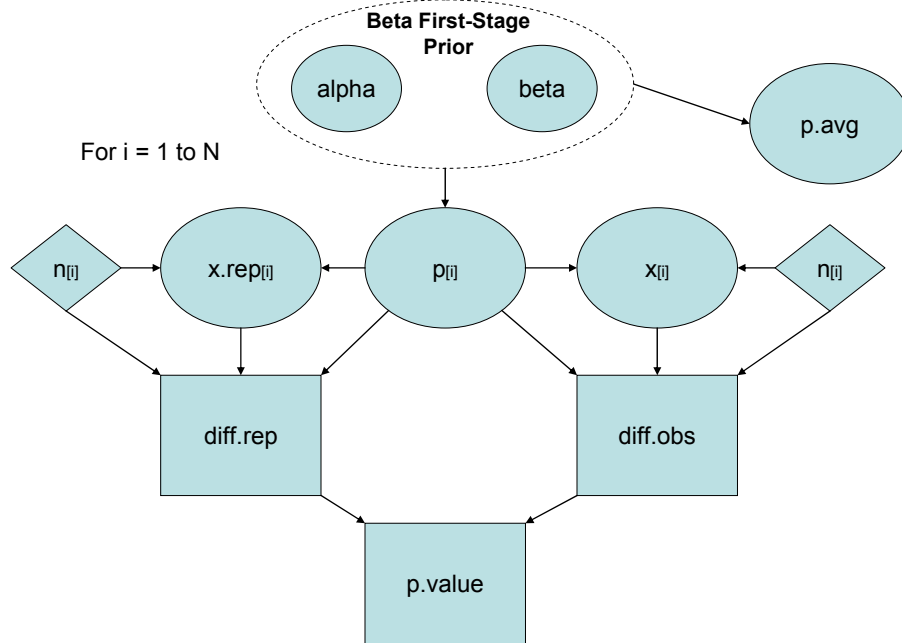 Beta First-Stage
Prior
alpha
beta
p.avg
For i = 1 to N
n[i]
x.rep[i]
p[i]
x[i]
n[i]
diff.rep
diff.obs
p.value